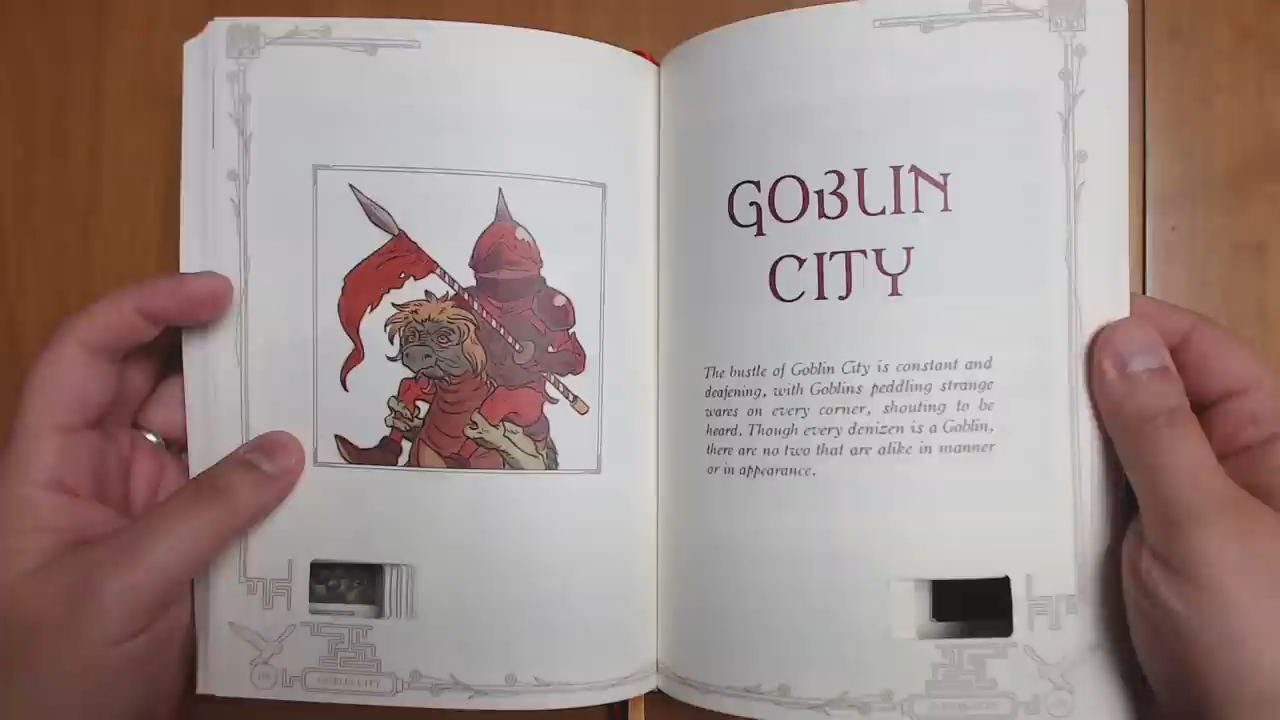 GOBLIN
CITY
The bustle of Goblin City is constant and
deafening, with Goblins peddling strange
wares on every corner, shouting to be
heard. Though every denizen is a Goblin,
there are no two that are alike in manner
or in appearance.
GOBLIN CITY